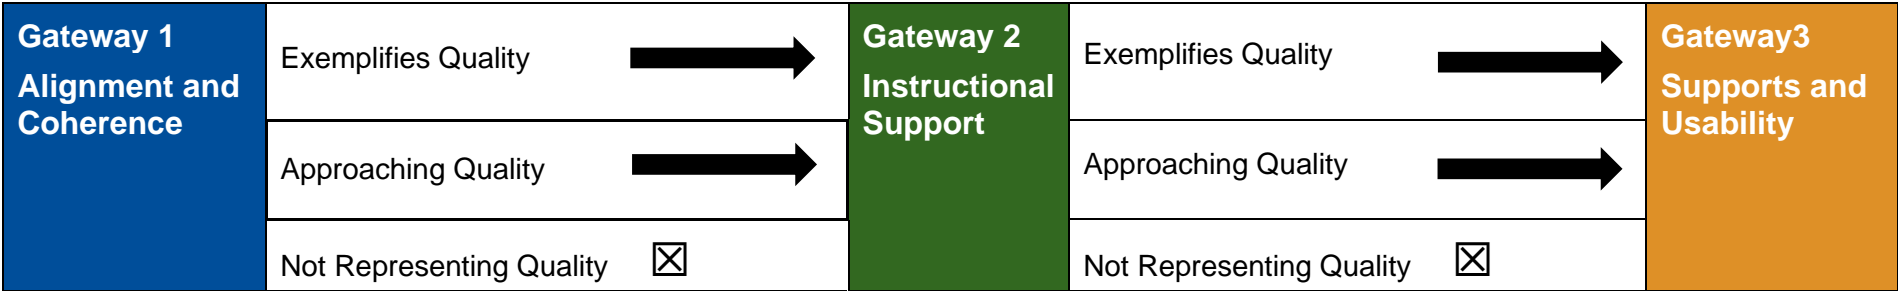 Gateway 1
Alignment and
Coherence
Exemplifies Quality
Approaching Quality
Not Representing Quality ☒
Gateway 2
Instructional
Support
Exemplifies Quality
Approaching Quality
Not Representing Quality ☒
Gateway3
Supports and
Usability